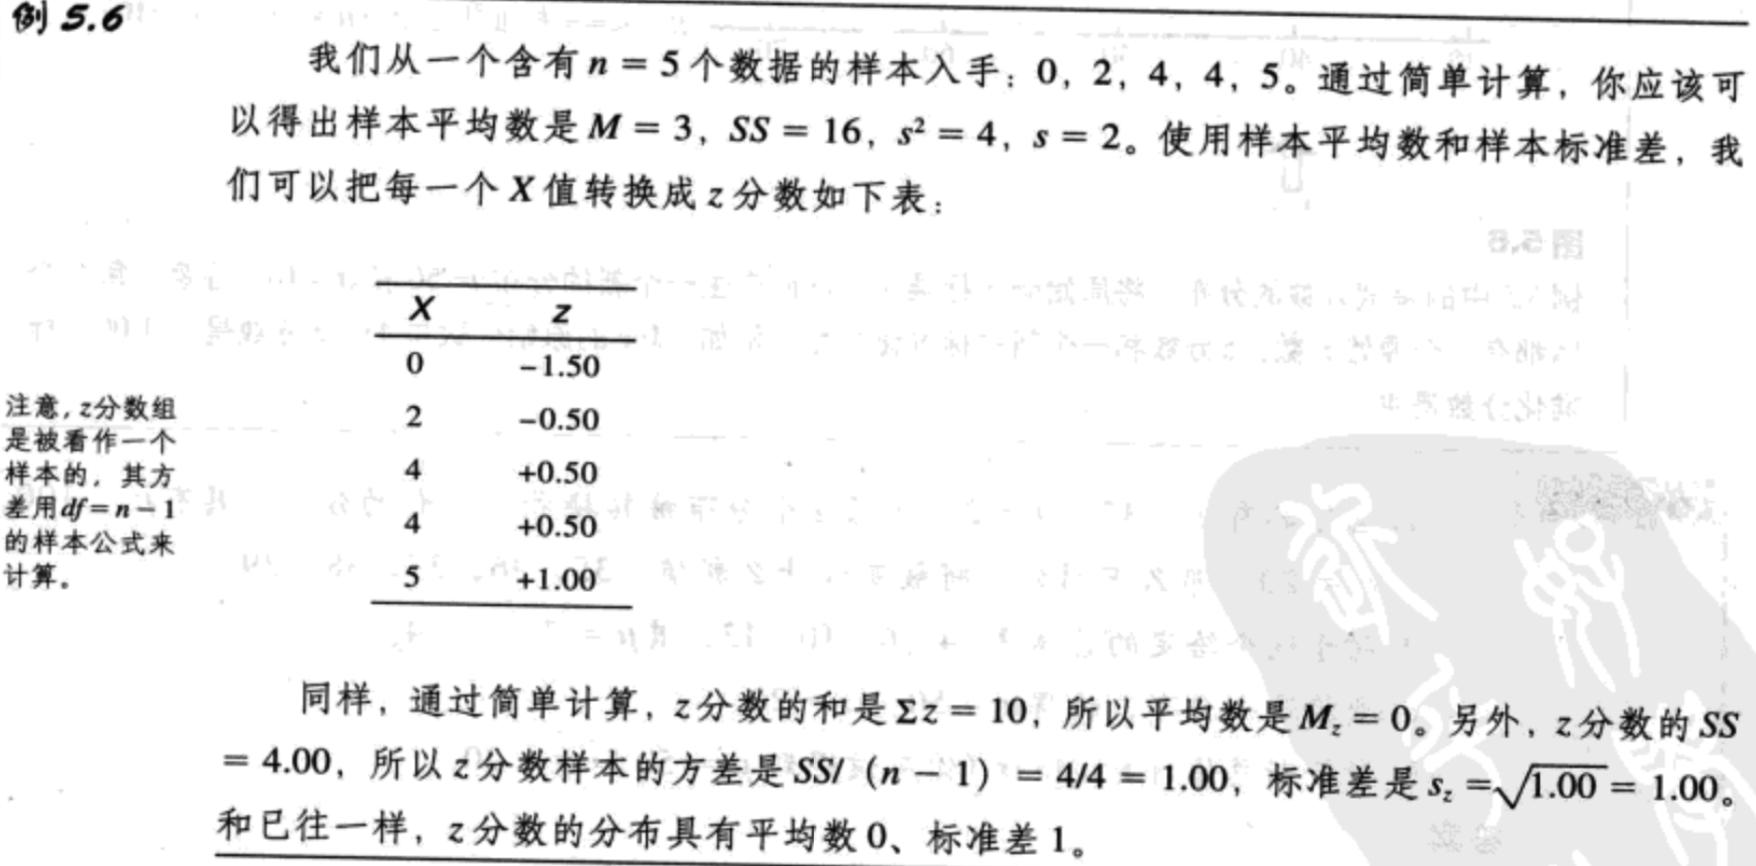 例 5.6
我们从一个含有 n = 5 个数据的样本入手：0，2，4，4，5。通过简单计算，你应该可
以得出样本平均数是 M = 3，SS = 16，s² = 4，s = 2。使用样本平均数和样本标准差，我
们可以把每一个 X 值转换成 z 分数如下表：
X z
0 −1.50
2 −0.50
4 +0.50
4 +0.50
5 +1.00
注意，z分数组
是被看作一个
样本的，其方
差用 df = n − 1
的样本公式来
计算。
同样，通过简单计算，z分数的和是 Σz = 10，所以平均数是 Mz = 0。另外，z 分数的 SS
= 4.00，所以 z 分数样本的方差是 SS/（n − 1）= 4/4 = 1.00，标准差是 sz = √1.00 = 1.00。
和已往一样，z 分数的分布具有平均数 0、标准差 1。